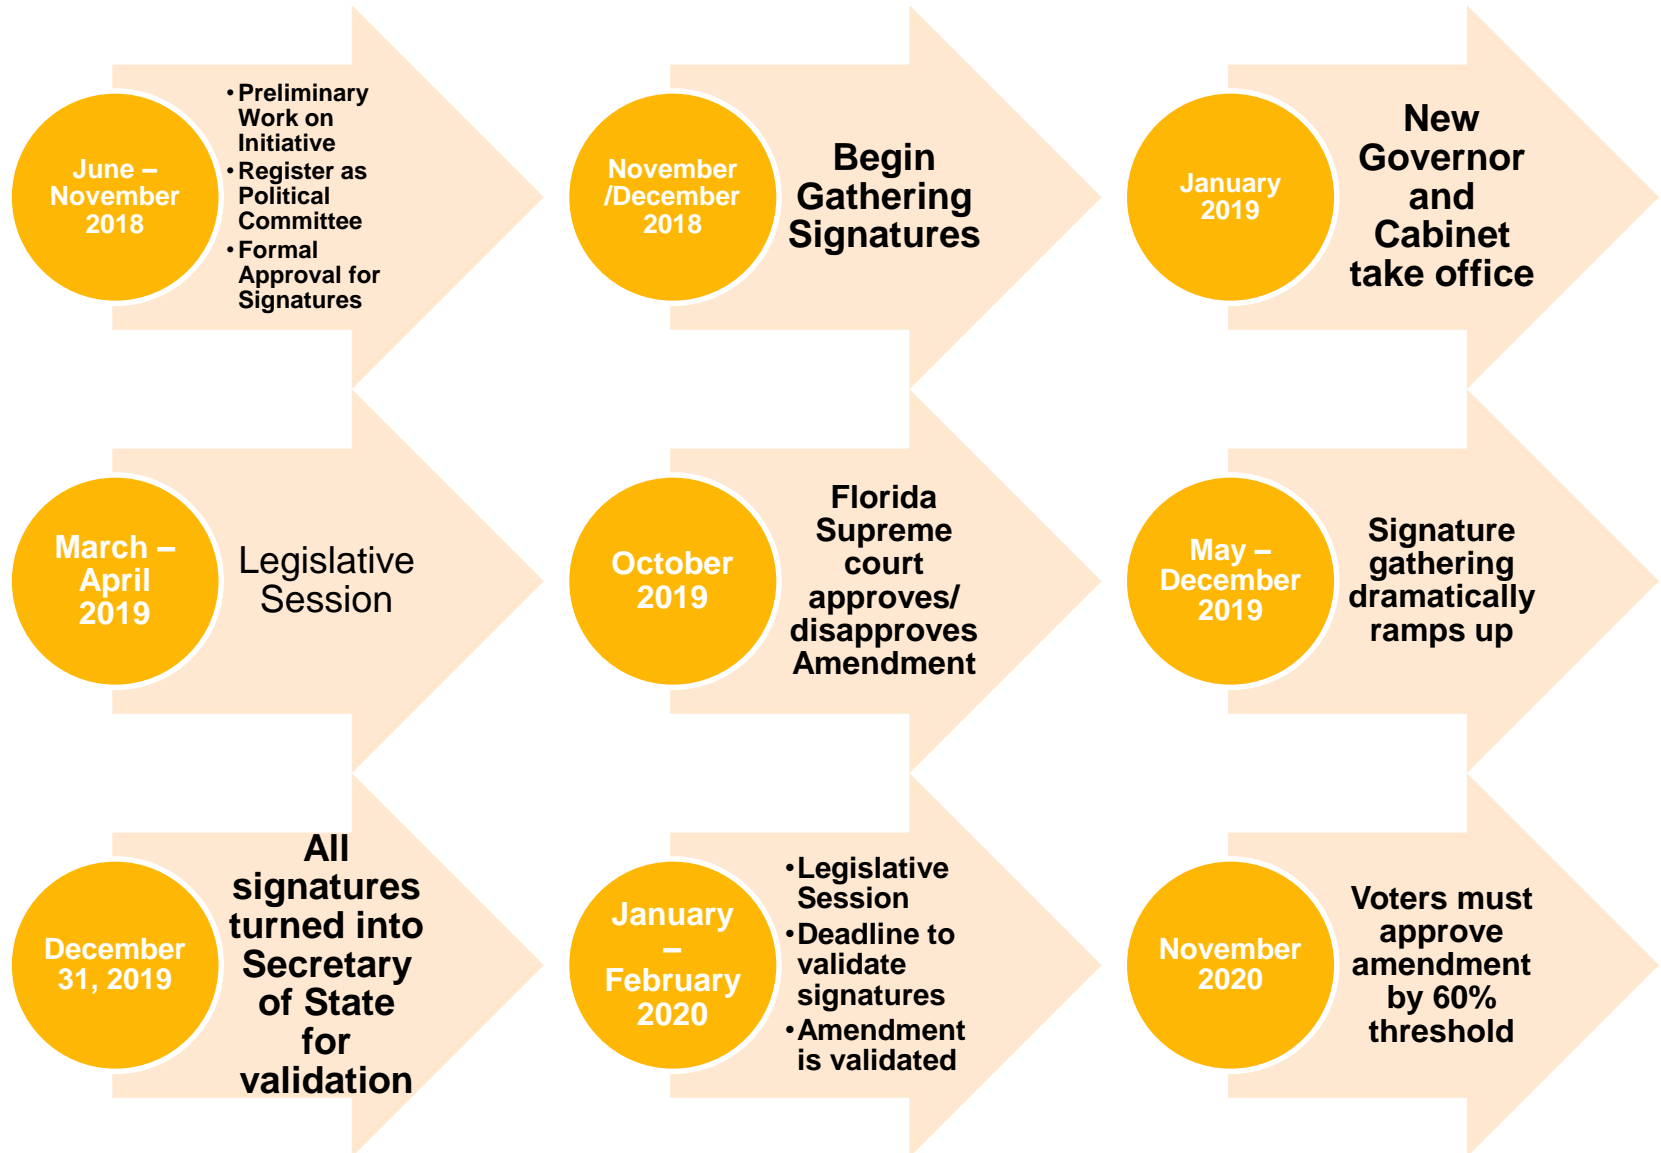 June –
November
2018
• Preliminary
Work on
Initiative
• Register as
Political
Committee
• Formal
Approval for
Signatures
November
/December
2018
Begin
Gathering
Signatures
January
2019
New
Governor
and
Cabinet
take office
March –
April
2019
Legislative
Session
October
2019
Florida
Supreme
court
approves/
disapproves
Amendment
May –
December
2019
Signature
gathering
dramatically
ramps up
December
31, 2019
All
signatures
turned into
Secretary
of State
for
validation
January
–
February
2020
• Legislative
Session
• Deadline to
validate
signatures
• Amendment
is validated
November
2020
Voters must
approve
amendment
by 60%
threshold